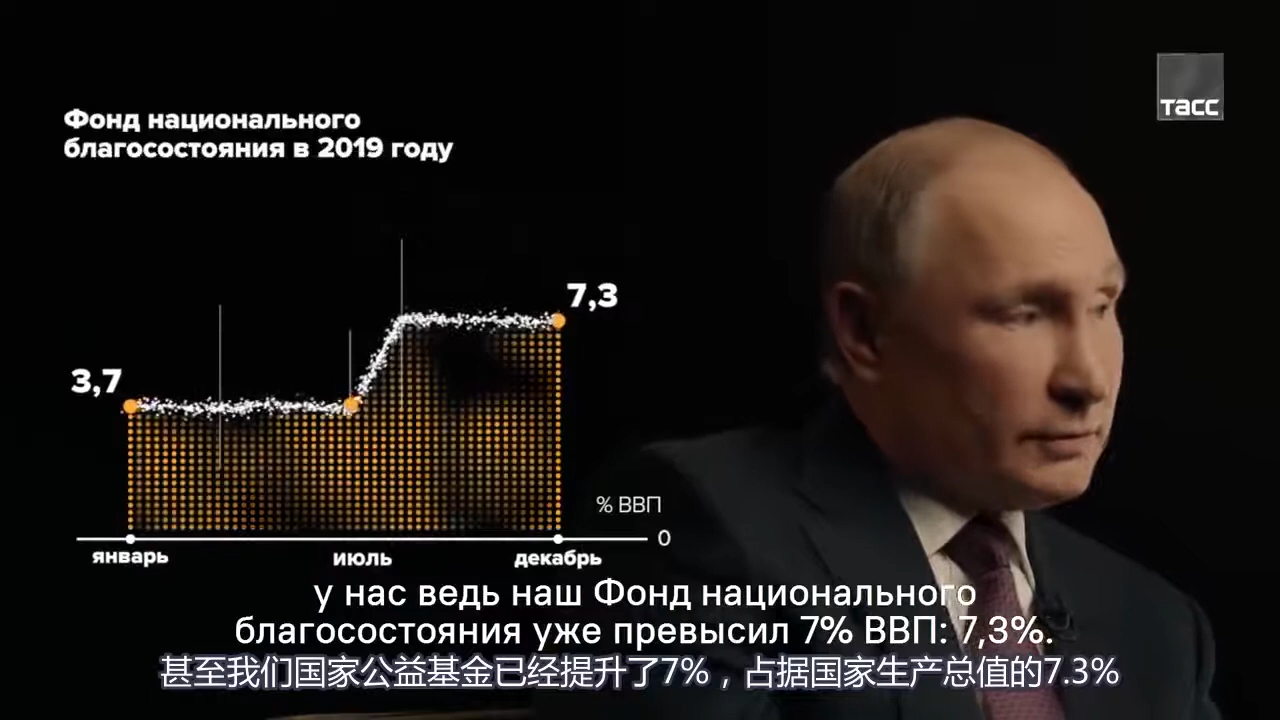 тасс
Фонд национального
благосостояния в 2019 году
7,3
3,7
% ВВП
0
январь
июль
декабрь
у нас ведь наш Фонд национального
благосостояния уже превысил 7% ВВП: 7,3%.
甚至我们国家公益基金已经提升了7%，占据国家生产总值的7.3%